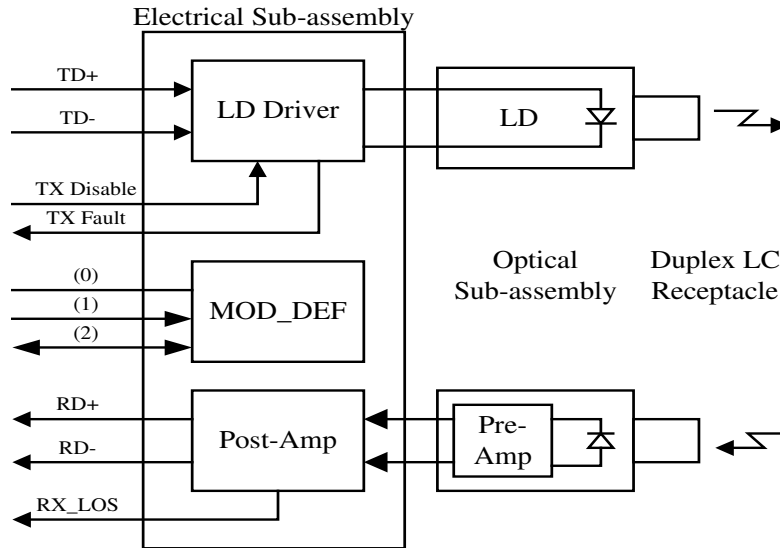 Electrical Sub-assembly
TD+
TD-
LD Driver
LD
TX Disable
TX Fault
(0)
(1)
(2)
MOD_DEF
Optical
Sub-assembly
Duplex LC
Receptacle
RD+
RD-
Post-Amp
Pre-
Amp
RX_LOS